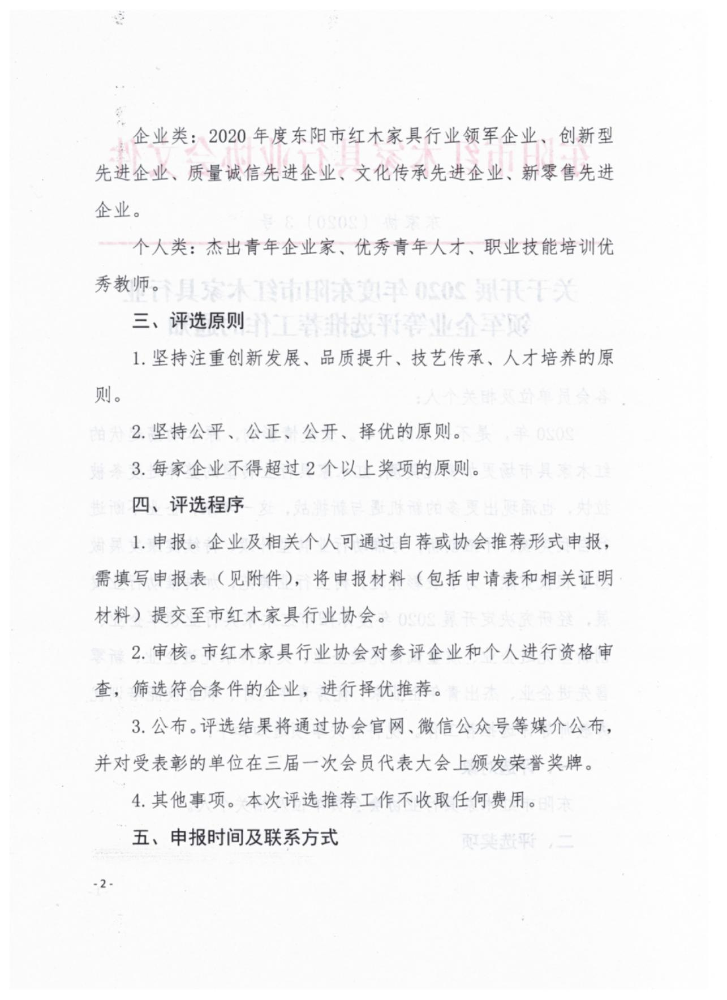 企业类：2020 年度东阳市红木家具行业领军企业、创新型
先进企业、质量诚信先进企业、文化传承先进企业、新零售先进
企业。
个人类：杰出青年企业家、优秀青年人才、职业技能培训优
秀教师。
三、评选原则
1. 坚持注重创新发展、品质提升、技艺传承、人才培养的原
则。
2. 坚持公平、公正、公开、择优的原则。
3. 每家企业不得超过 2 个以上奖项的原则。
四、评选程序
1. 申报。企业及相关个人可通过自荐或协会推荐形式申报，
需填写申报表（见附件），将申报材料（包括申请表和相关证明
材料）提交至市红木家具行业协会。
2. 审核。市红木家具行业协会对参评企业和个人进行资格审
查，筛选符合条件的企业，进行择优推荐。
3. 公布。评选结果将通过协会官网、微信公众号等媒介公布，
并对受表彰的单位在三届一次会员代表大会上颁发荣誉奖牌。
4. 其他事项。本次评选推荐工作不收取任何费用。
五、申报时间及联系方式
- 2 -